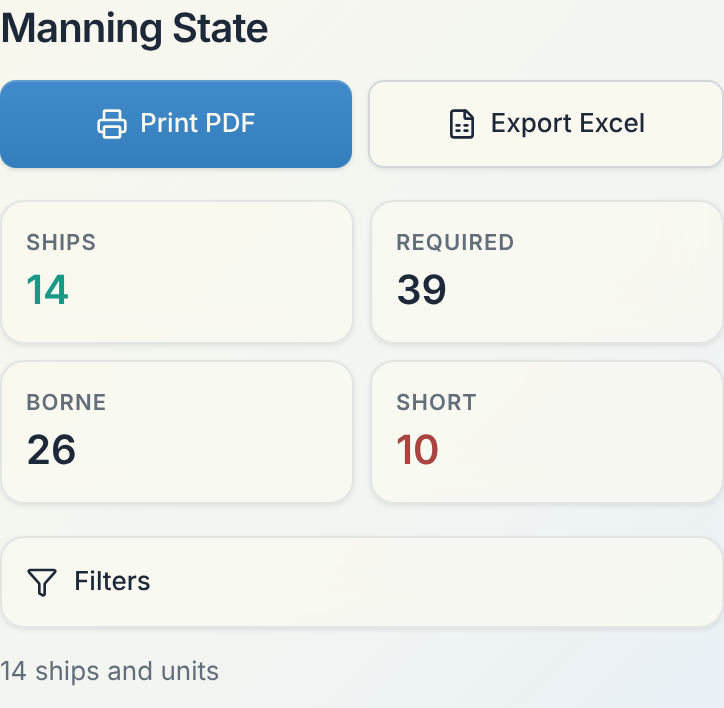 Manning State
Print PDF
Export Excel
SHIPS
14
REQUIRED
39
BORNE
26
SHORT
10
Filters
14 ships and units